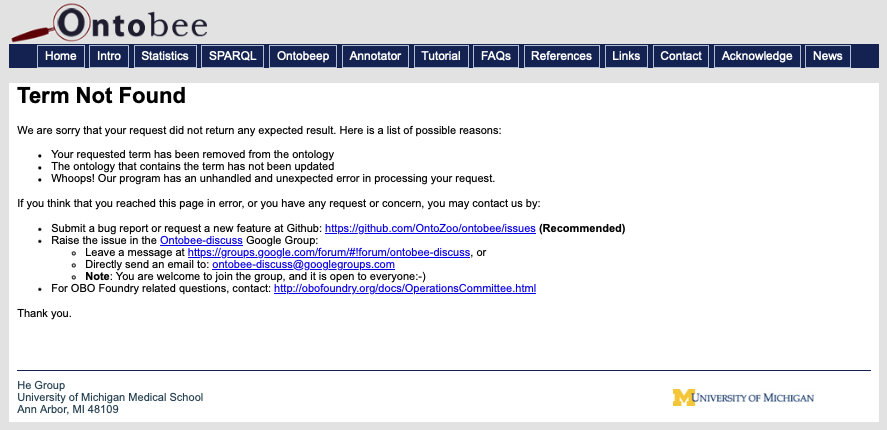 Ontobee
Home Intro Statistics SPARQL Ontobeep Annotator Tutorial FAQs References Links Contact Acknowledge News
Term Not Found
We are sorry that your request did not return any expected result. Here is a list of possible reasons:
• Your requested term has been removed from the ontology
• The ontology that contains the term has not been updated
• Whoops! Our program has an unhandled and unexpected error in processing your request.
If you think that you reached this page in error, or you have any request or concern, you may contact us by:
• Submit a bug report or request a new feature at Github: https://github.com/OntoZoo/ontobee/issues (Recommended)
• Raise the issue in the Ontobee-discuss Google Group:
◦ Leave a message at https://groups.google.com/forum/#!forum/ontobee-discuss, or
◦ Directly send an email to: ontobee-discuss@googlegroups.com
◦ Note: You are welcome to join the group, and it is open to everyone:-)
• For OBO Foundry related questions, contact: http://obofoundry.org/docs/OperationsCommittee.html
Thank you.
He Group
University of Michigan Medical School
Ann Arbor, MI 48109
M UNIVERSITY OF MICHIGAN